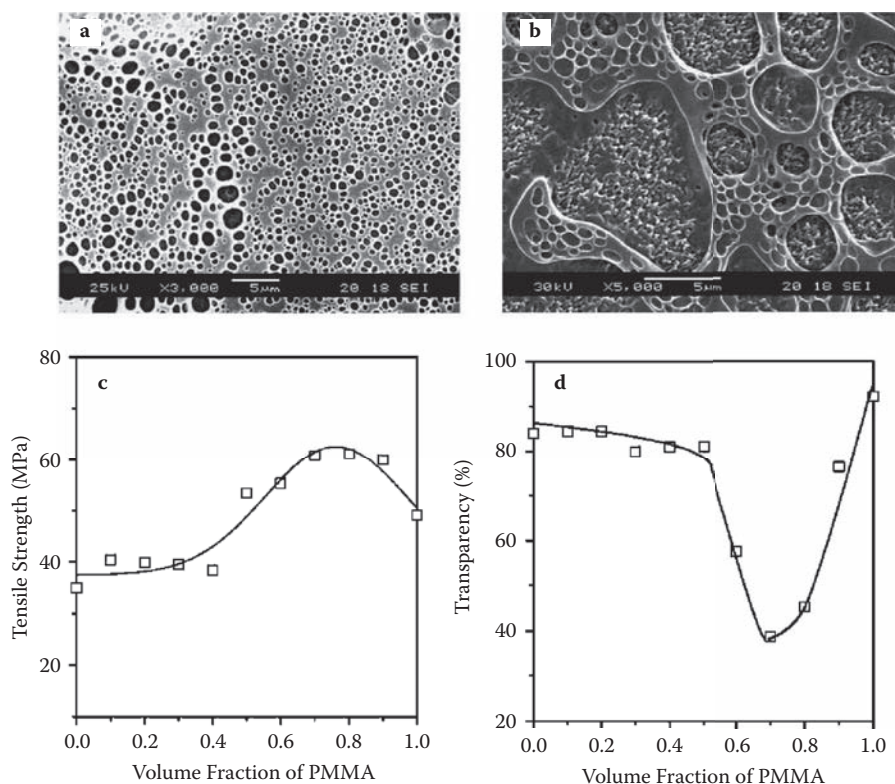 a
25kV X3,000 5µm 20 18 SEI
b
30kV X5,000 5µm 20 18 SEI
c
80
60
40
20
Tensile Strength (MPa)
0.0 0.2 0.4 0.6 0.8 1.0
Volume Fraction of PMMA
d
100
80
60
40
20
Transparency (%)
0.0 0.2 0.4 0.6 0.8 1.0
Volume Fraction of PMMA